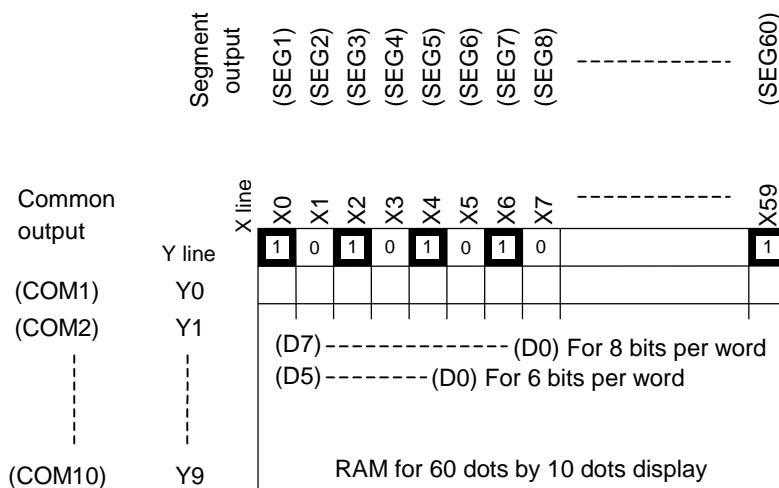 Segment output (SEG1) (SEG2) (SEG3) (SEG4) (SEG5) (SEG6) (SEG7) (SEG8) (SEG60)
Common output
X line X0 X1 X2 X3 X4 X5 X6 X7 X59
Y line 1 0 1 0 1 0 1 0 1
(COM1) Y0
(COM2) Y1
(D7) (D0) For 8 bits per word
(D5) (D0) For 6 bits per word
(COM10) Y9 RAM for 60 dots by 10 dots display